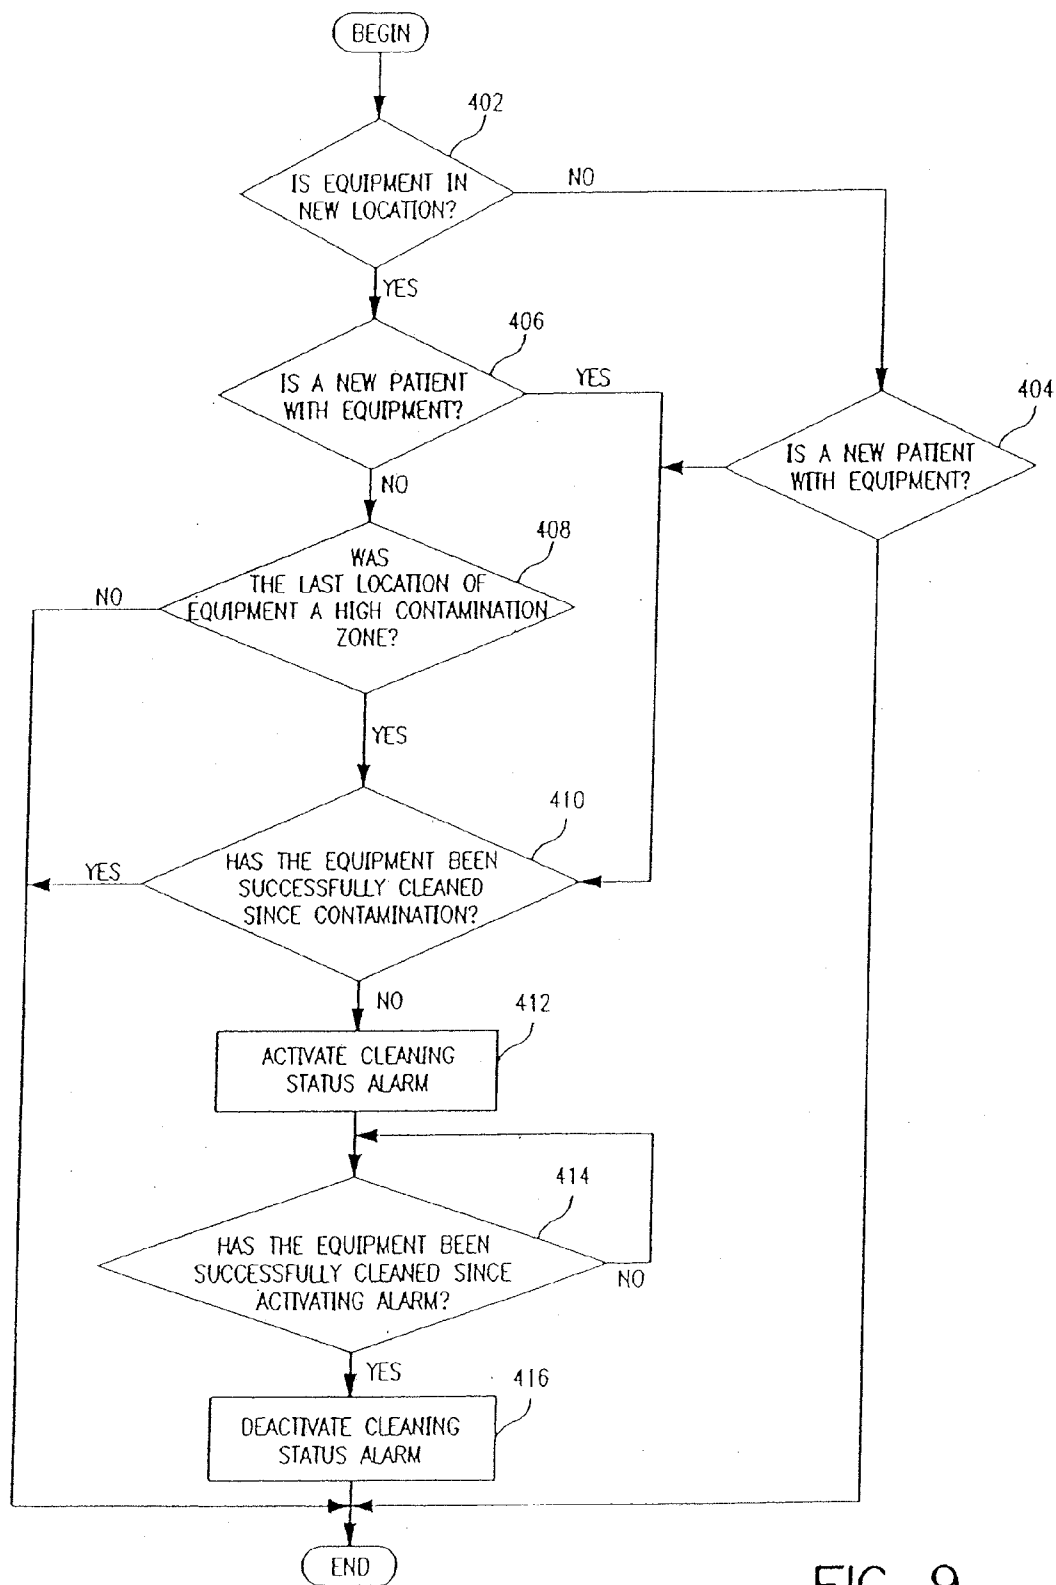 BEGIN
402
IS EQUIPMENT IN
NEW LOCATION?
NO
YES
406
IS A NEW PATIENT
WITH EQUIPMENT?
YES
404
IS A NEW PATIENT
WITH EQUIPMENT?
NO
408
WAS
THE LAST LOCATION OF
EQUIPMENT A HIGH CONTAMINATION
ZONE?
NO
YES
410
HAS THE EQUIPMENT BEEN
SUCCESSFULLY CLEANED
SINCE CONTAMINATION?
YES
NO
412
ACTIVATE CLEANING
STATUS ALARM
414
HAS THE EQUIPMENT BEEN
SUCCESSFULLY CLEANED SINCE
ACTIVATING ALARM?
NO
YES
416
DEACTIVATE CLEANING
STATUS ALARM
END
FIG. 9